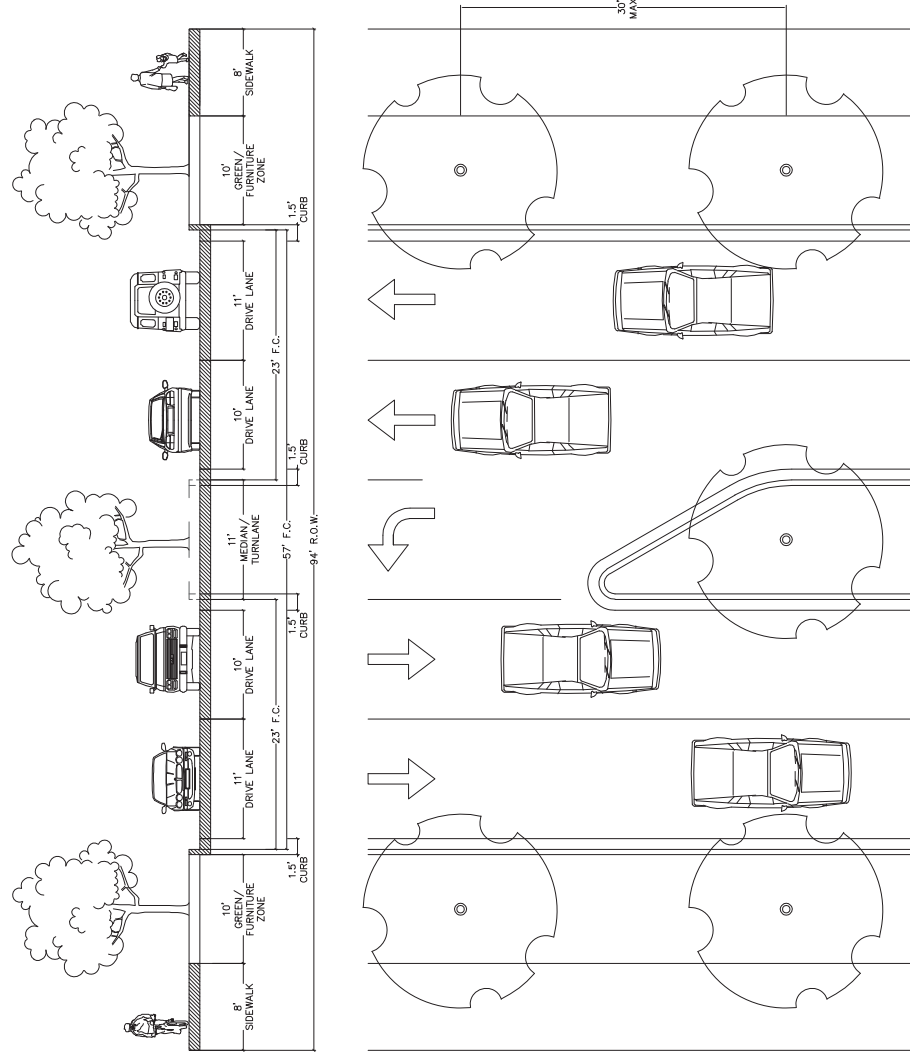 8'
SIDEWALK
10'
GREEN/
FURNITURE
ZONE
1.5'
CURB
11'
DRIVE LANE
10'
DRIVE LANE
1.5'
CURB
11'
MEDIAN/
TURNLANE
1.5'
CURB
10'
DRIVE LANE
11'
DRIVE LANE
1.5'
CURB
10'
GREEN/
FURNITURE
ZONE
8'
SIDEWALK
23' F.C.
23' F.C.
57' F.C.
94' R.O.W.
30'
MAX